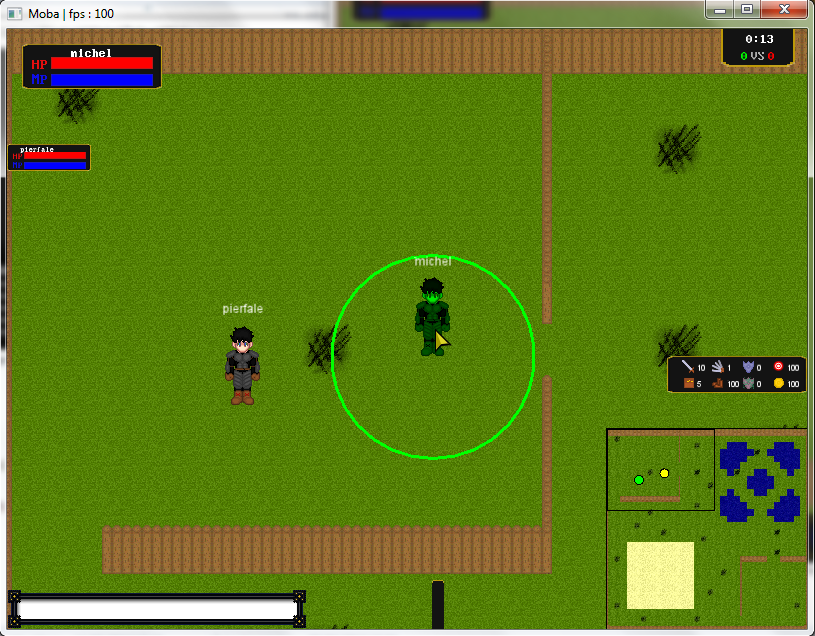 Moba | fps : 100
michel
HP
MP
0:13
0 VS 0
pierfale
HP
MP
michel
pierfale
10 1 0 100
5 100 0 100